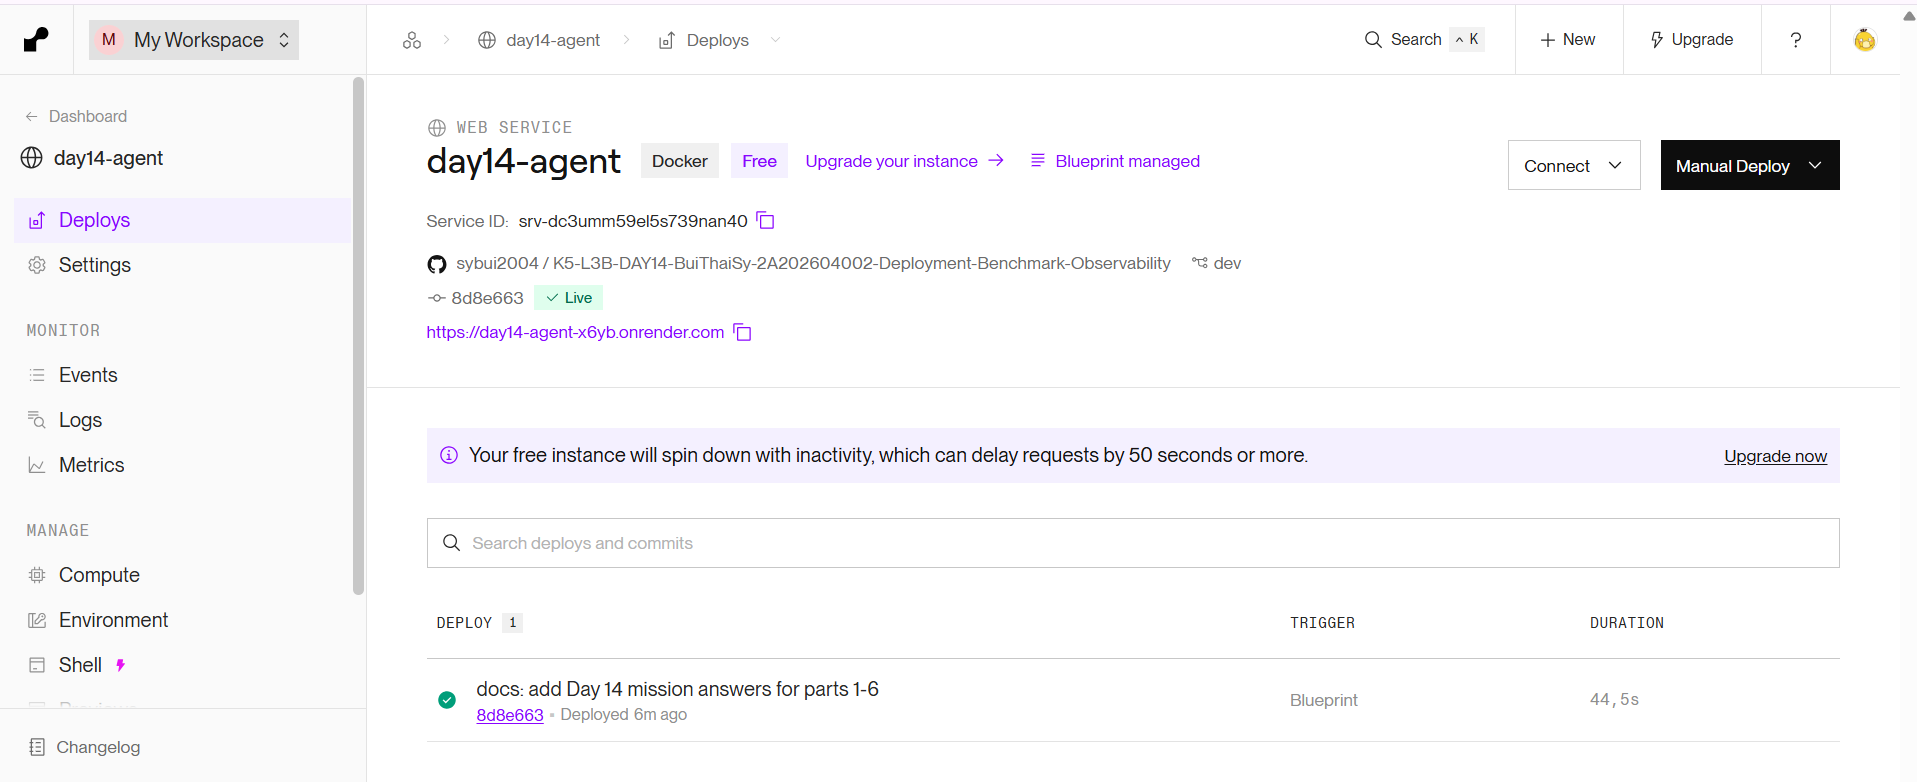 M My Workspace
day14-agent
Deploys
Search ^ K
+ New
Upgrade
?
← Dashboard
day14-agent
Deploys
Settings
MONITOR
Events
Logs
Metrics
MANAGE
Compute
Environment
Shell
Previews
Changelog
WEB SERVICE
day14-agent Docker Free Upgrade your instance → Blueprint managed
Connect
Manual Deploy
Service ID: srv-dc3umm59el5s739nan40
sybui2004 / K5-L3B-DAY14-BuiThaiSy-2A202604002-Deployment-Benchmark-Observability dev
8d8e663 ✓ Live
https://day14-agent-x6yb.onrender.com
Your free instance will spin down with inactivity, which can delay requests by 50 seconds or more. Upgrade now
Search deploys and commits
DEPLOY 1 TRIGGER DURATION
docs: add Day 14 mission answers for parts 1-6
8d8e663 • Deployed 6m ago
Blueprint
44,5s